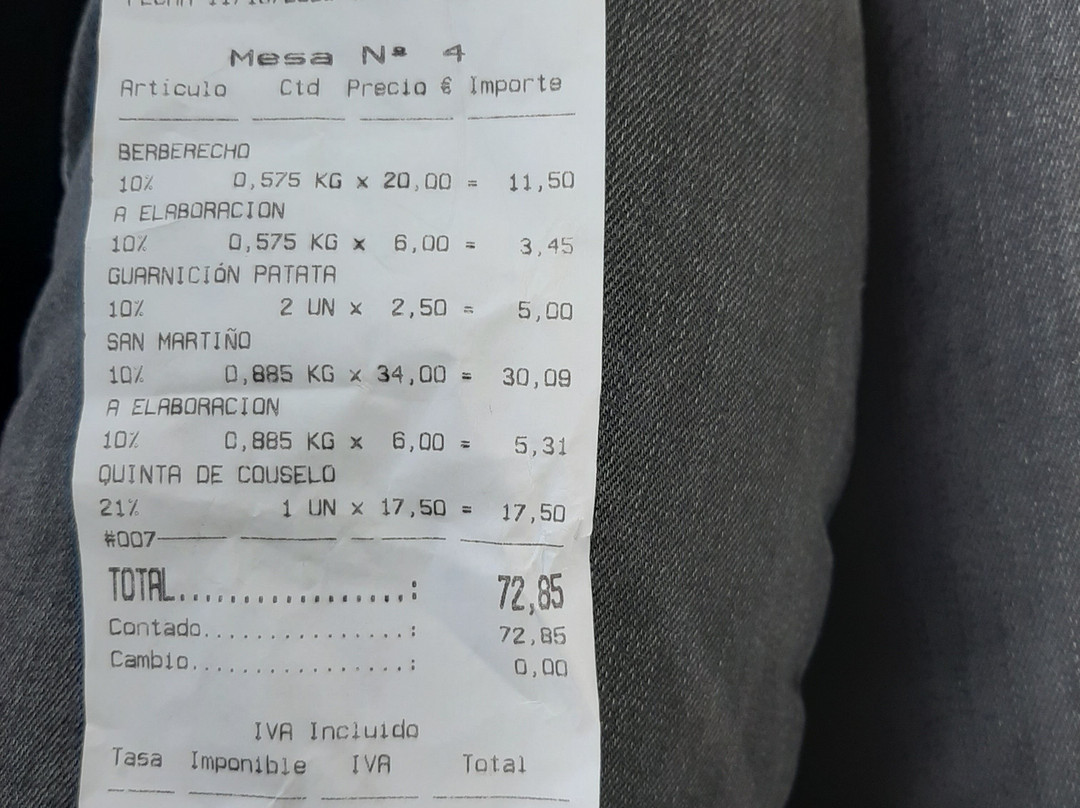 Mesa Nº 4
Articulo Ctd Precio € Importe
BERBERECHO
10% 0,575 KG x 20,00 = 11,50
A ELABORACION
10% 0,575 KG x 6,00 = 3,45
GUARNICIÓN PATATA
10% 2 UN x 2,50 = 5,00
SAN MARTIÑO
10% 0,885 KG x 34,00 = 30,09
A ELABORACION
10% 0,885 KG x 6,00 = 5,31
QUINTA DE COUSELO
21% 1 UN x 17,50 = 17,50
#007
TOTAL.................: 72,85
Contado................: 72,85
Cambio.................: 0,00
IVA Incluido
Tasa Imponible IVA Total